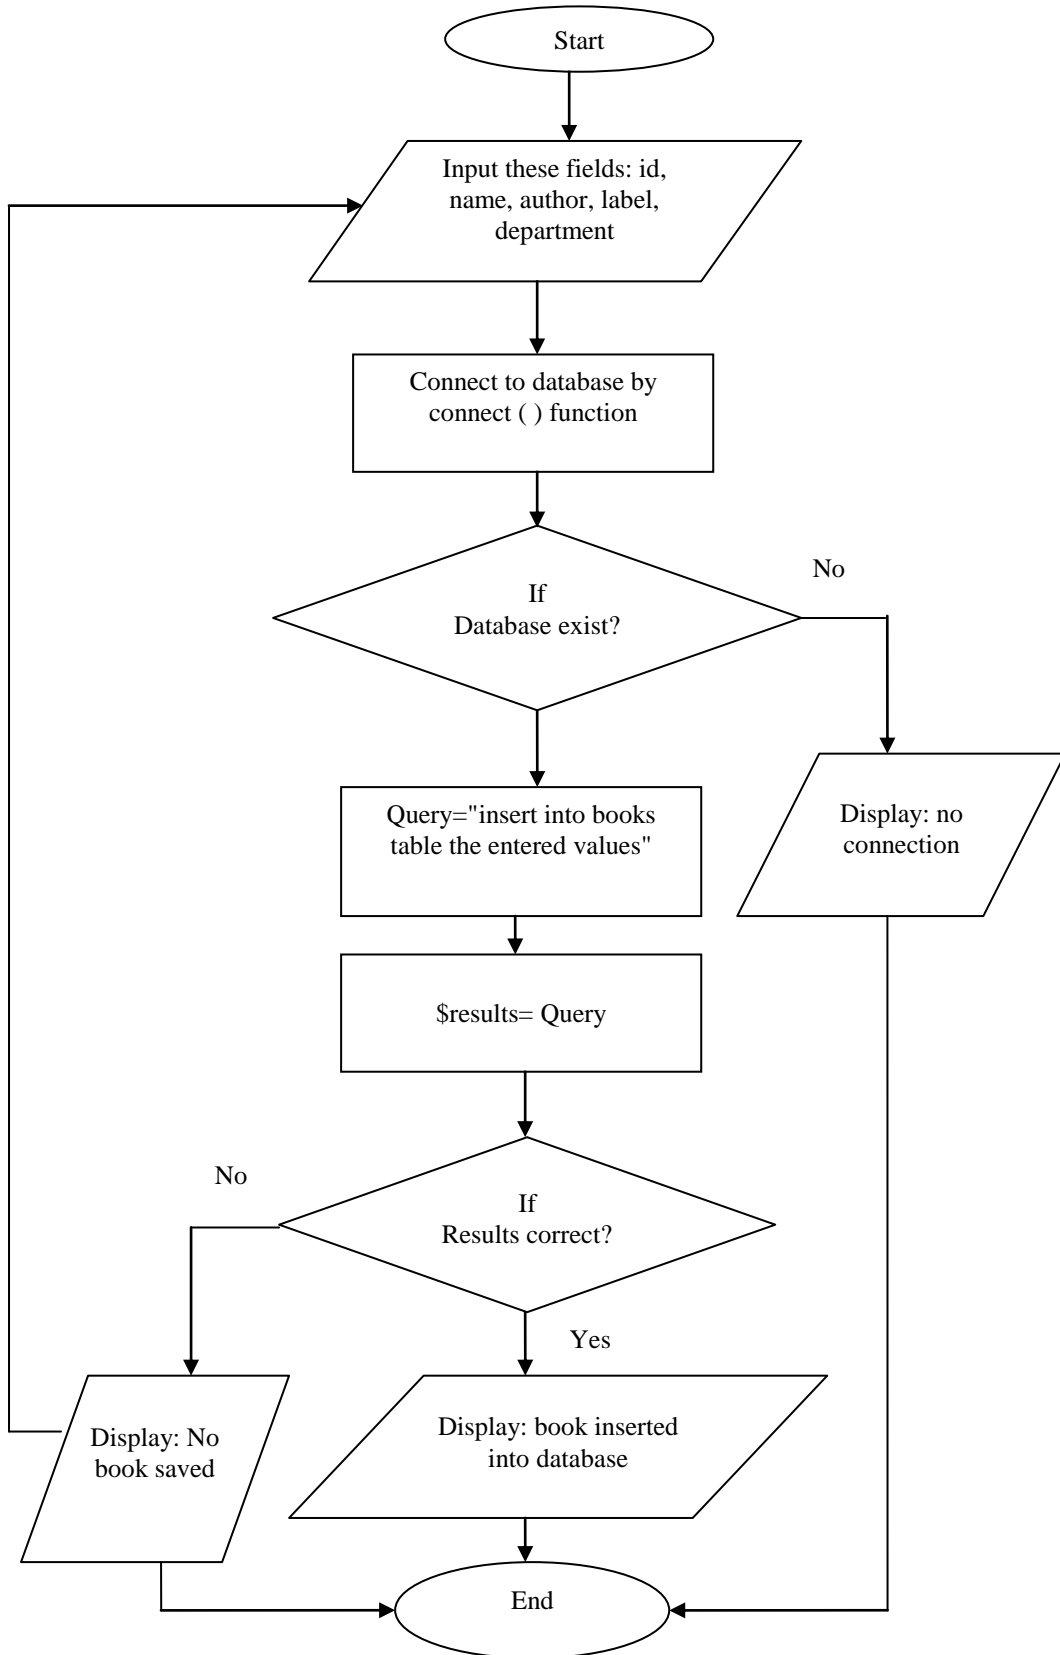 Start
Input these fields: id,
name, author, label,
department
Connect to database by
connect ( ) function
No
If
Database exist?
Query="insert into books
table the entered values"
Display: no
connection
$results= Query
No
If
Results correct?
Yes
Display: No
book saved
Display: book inserted
into database
End